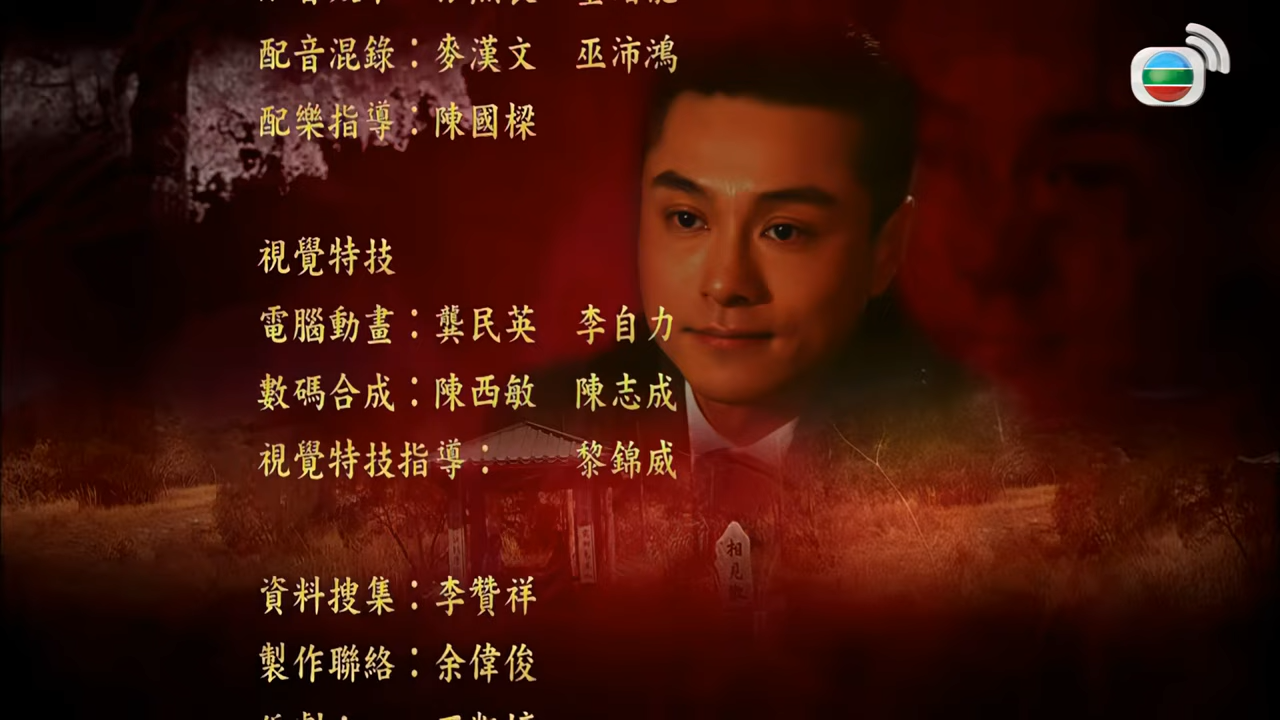 配音混錄：麥漢文　巫沛鴻
配樂指導：陳國樑
視覺特技
電腦動畫：龔民英　李自力
數碼合成：陳西敏　陳志成
視覺特技指導：　　黎錦威
相見
資料搜集：李贊祥
製作聯絡：余偉俊